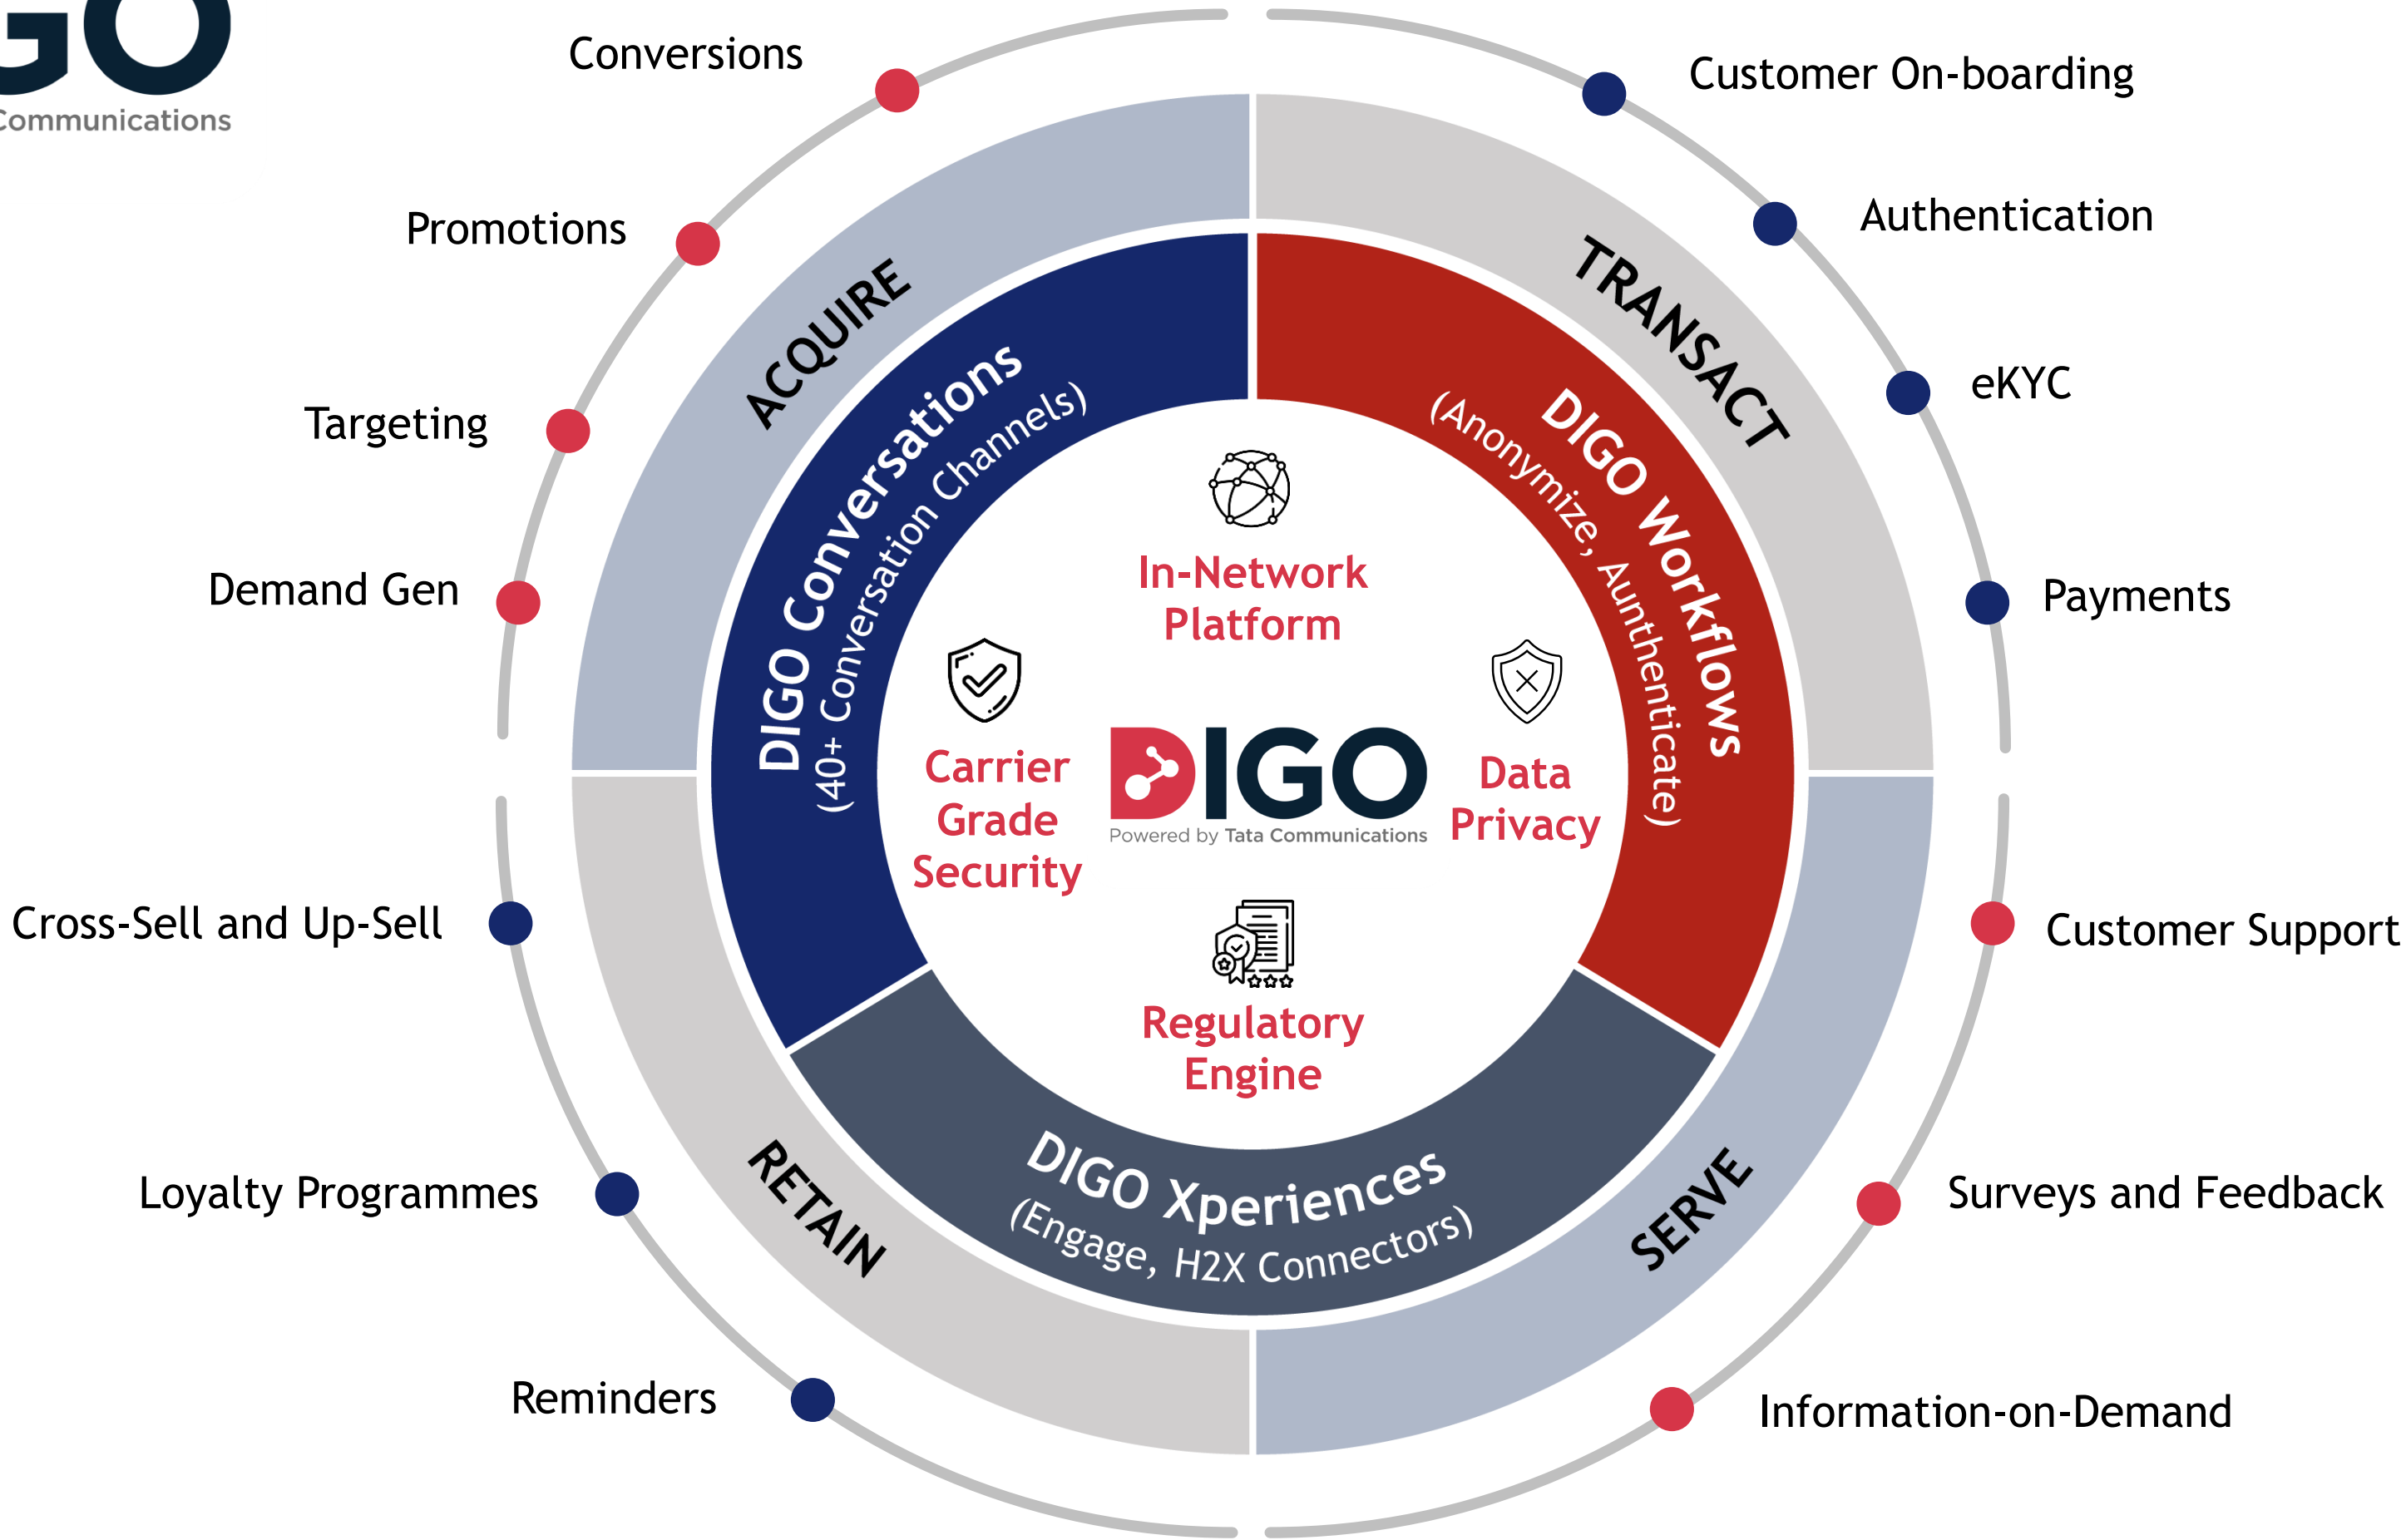 GO
Communications
Conversions
Promotions
Targeting
Demand Gen
Customer On-boarding
Authentication
eKYC
Payments
ACQUIRE
TRANSACT
DIGO Conversations
(40+ Conversation Channels)
DIGO Workflows
(Anonymize, Aunthenticate)
In-Network
Platform
Carrier
Grade
Security
DIGO
Powered by Tata Communications
Data
Privacy
Regulatory
Engine
DIGO Xperiences
(Engage, H2X Connectors)
RETAIN
SERVE
Cross-Sell and Up-Sell
Loyalty Programmes
Reminders
Customer Support
Surveys and Feedback
Information-on-Demand